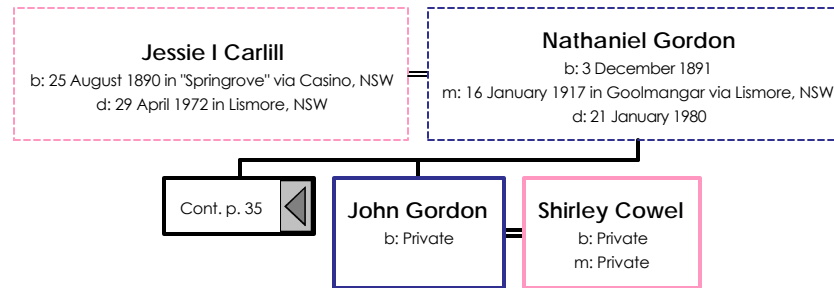 Jessie I Carlill
b: 25 August 1890 in "Springrove" via Casino, NSW
d: 29 April 1972 in Lismore, NSW
Nathaniel Gordon
b: 3 December 1891
m: 16 January 1917 in Goolmangar via Lismore, NSW
d: 21 January 1980
Cont. p. 35
John Gordon
b: Private
Shirley Cowel
b: Private
m: Private